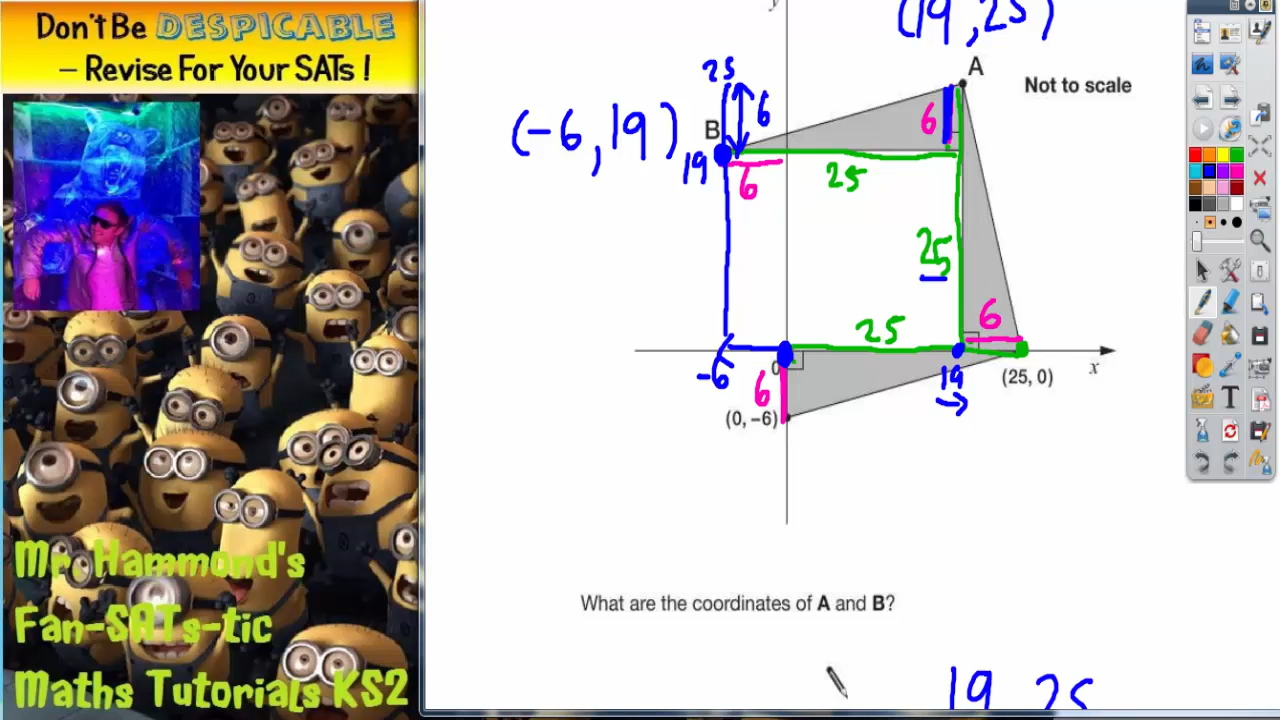 Don't Be DESPICABLE
– Revise For Your SATs !
Mr. Hammond's
Fan-SATs-tic
Maths Tutorials KS2
y
(19,25)
A
Not to scale
25
6
6
B
(-6,19)
19
6
25
25
25
6
-6
0
6
19
(25, 0)
x
(0, −6)
What are the coordinates of A and B?
19 25
T